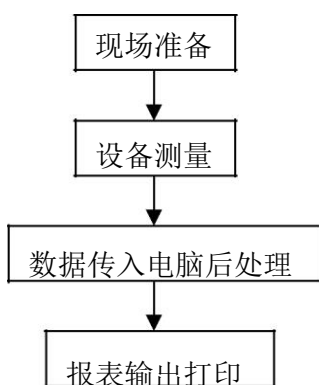 现场准备
设备测量
数据传入电脑后处理
报表输出打印